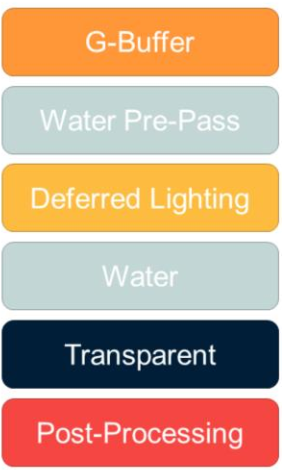 G-Buffer
Water Pre-Pass
Deferred Lighting
Water
Transparent
Post-Processing